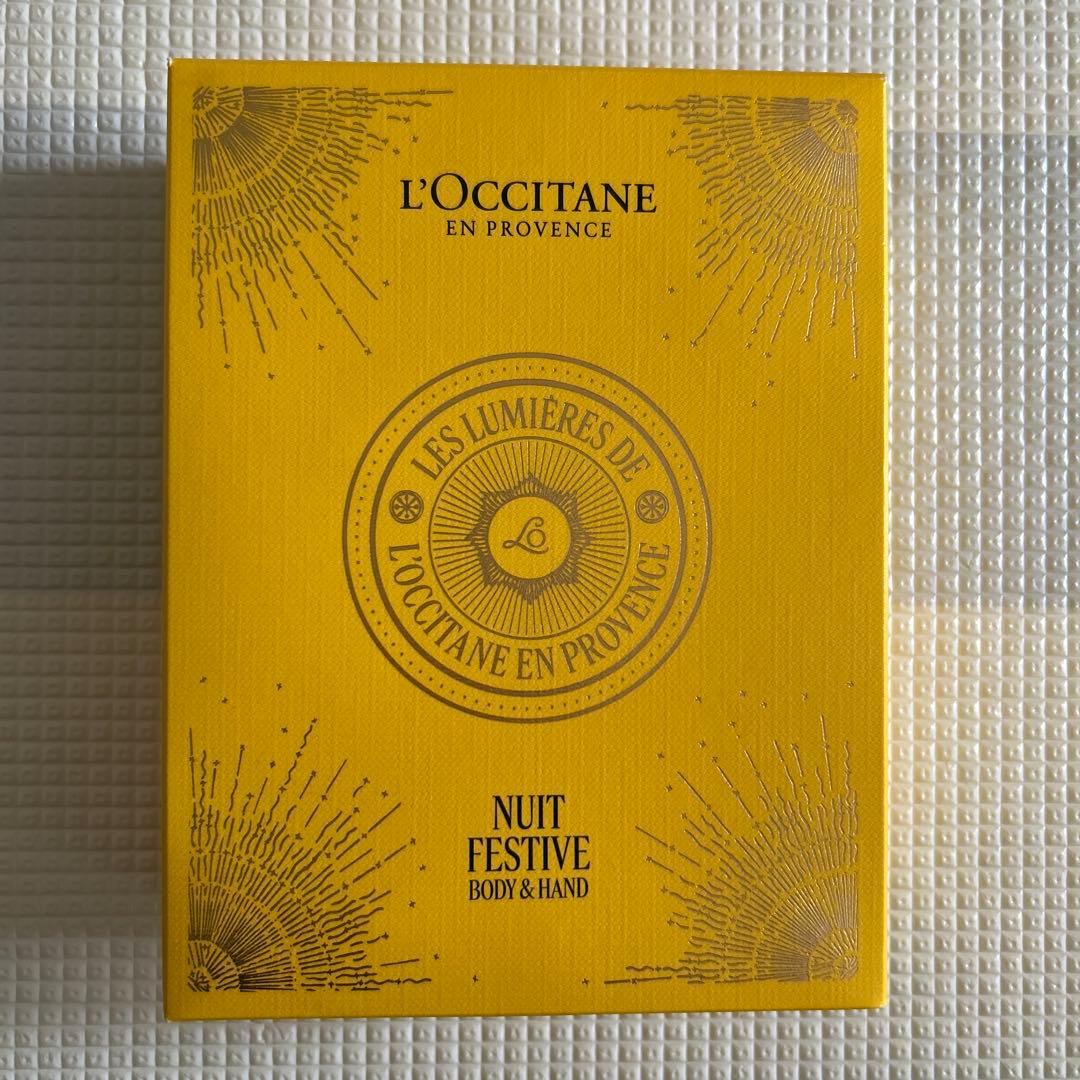 L'OCCITANE
EN PROVENCE
LES LUMIÈRES DE
LO
L'OCCITANE EN PROVENCE
NUIT
FESTIVE
BODY & HAND